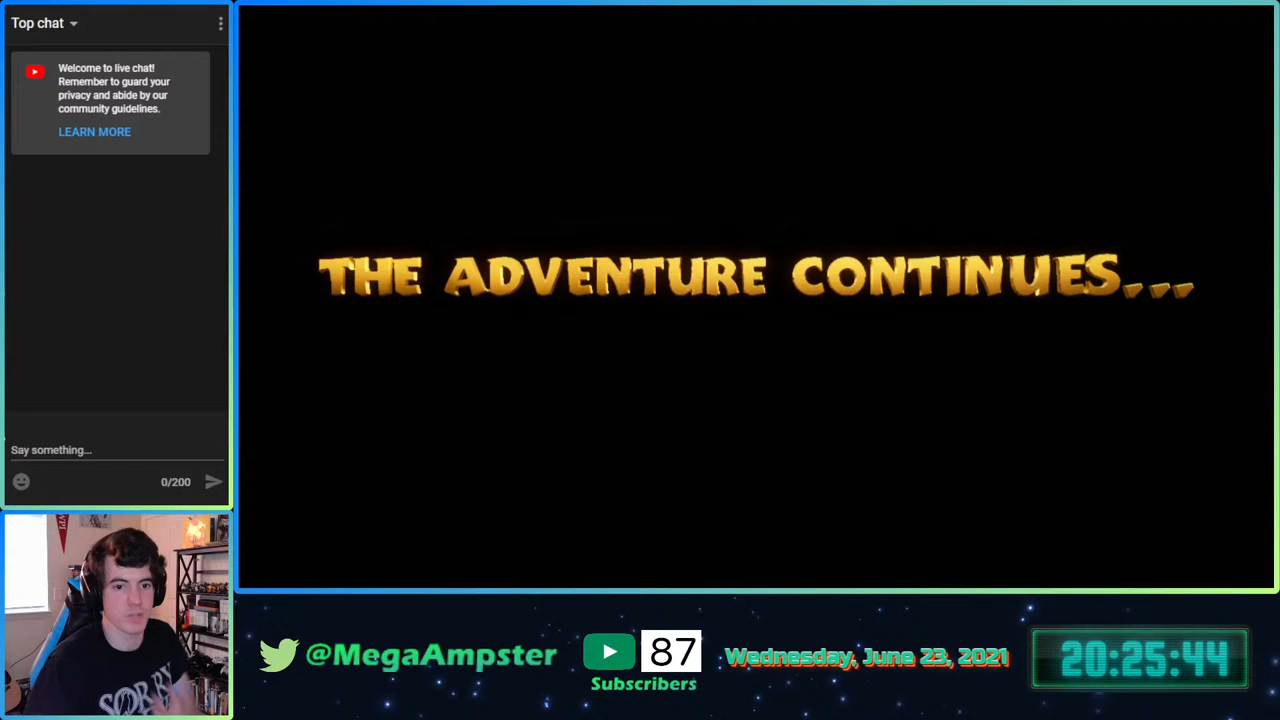 Top chat
Welcome to live chat!
Remember to guard your
privacy and abide by our
community guidelines.
LEARN MORE
Say something...
0/200
THE ADVENTURE CONTINUES...
@MegaAmpster
87
Subscribers
Wednesday, June 23, 2021
20:25:44